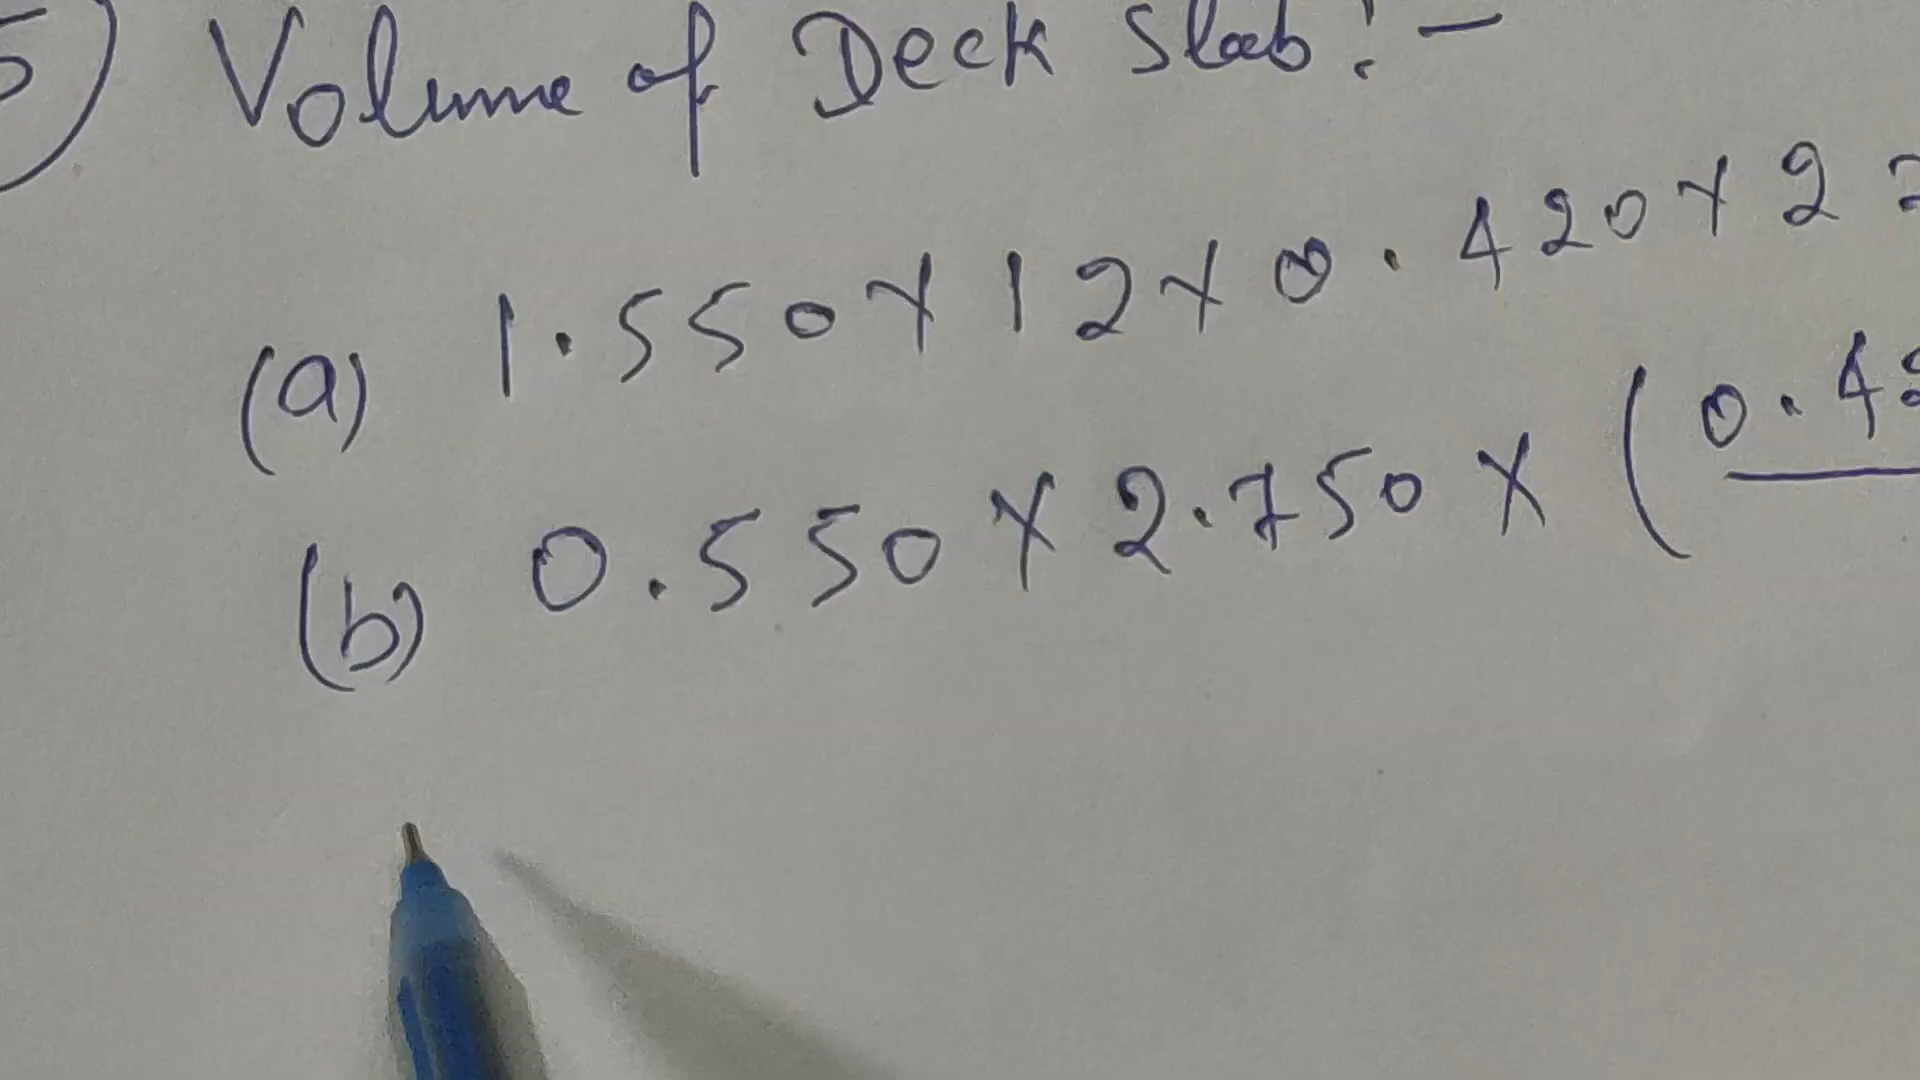 5) Volume of Deck Slab:-
(a) 1.550 x 12 x 0.420 x 2
(b) 0.550 x 2.750 x (0.4